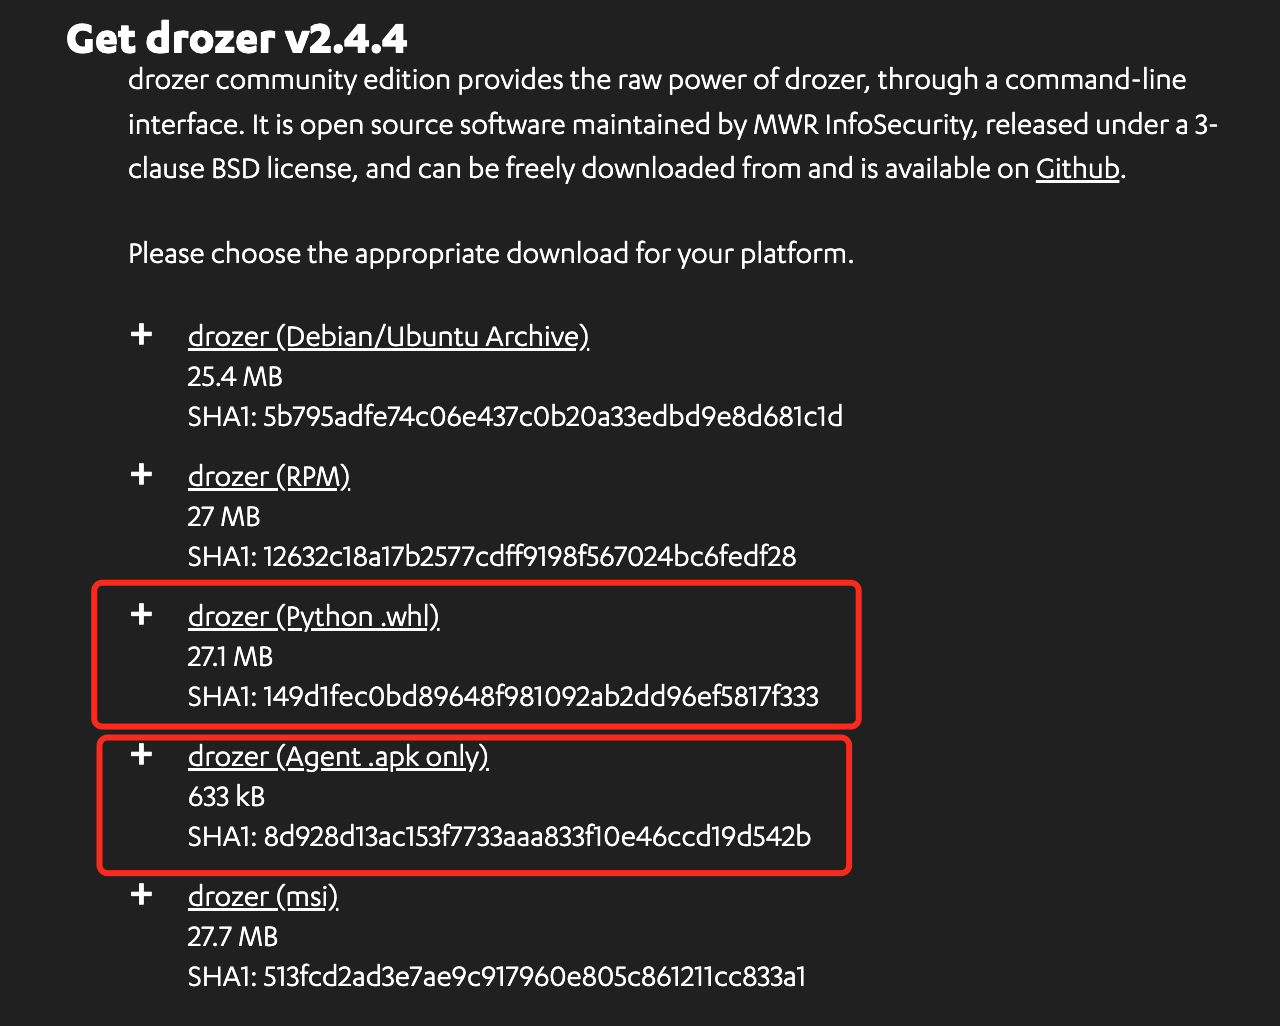 Get drozer v2.4.4
drozer community edition provides the raw power of drozer, through a command-line
interface. It is open source software maintained by MWR InfoSecurity, released under a 3-
clause BSD license, and can be freely downloaded from and is available on Github.
Please choose the appropriate download for your platform.
+ drozer (Debian/Ubuntu Archive)
25.4 MB
SHA1: 5b795adfe74c06e437c0b20a33edbd9e8d681c1d
+ drozer (RPM)
27 MB
SHA1: 12632c18a17b2577cdff9198f567024bc6fedf28
+ drozer (Python .whl)
27.1 MB
SHA1: 149d1fec0bd89648f981092ab2dd96ef5817f333
+ drozer (Agent .apk only)
633 kB
SHA1: 8d928d13ac153f7733aaa833f10e46ccd19d542b
+ drozer (msi)
27.7 MB
SHA1: 513fcd2ad3e7ae9c917960e805c861211cc833a1